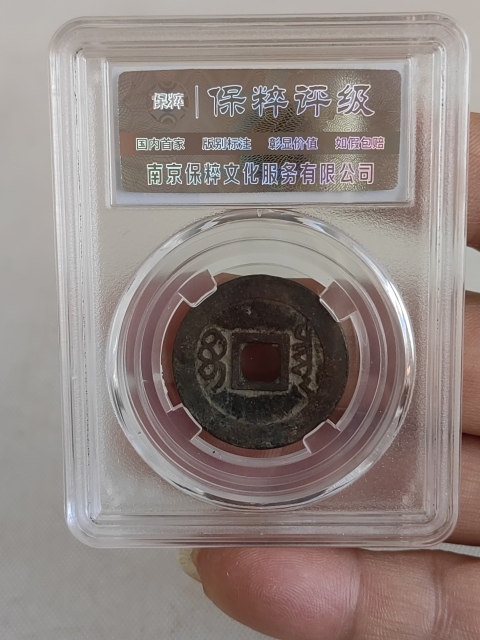 保粹 保粹评级
国内首家 版别标注 彰显价值 如假包赔
南京保粹文化服务有限公司